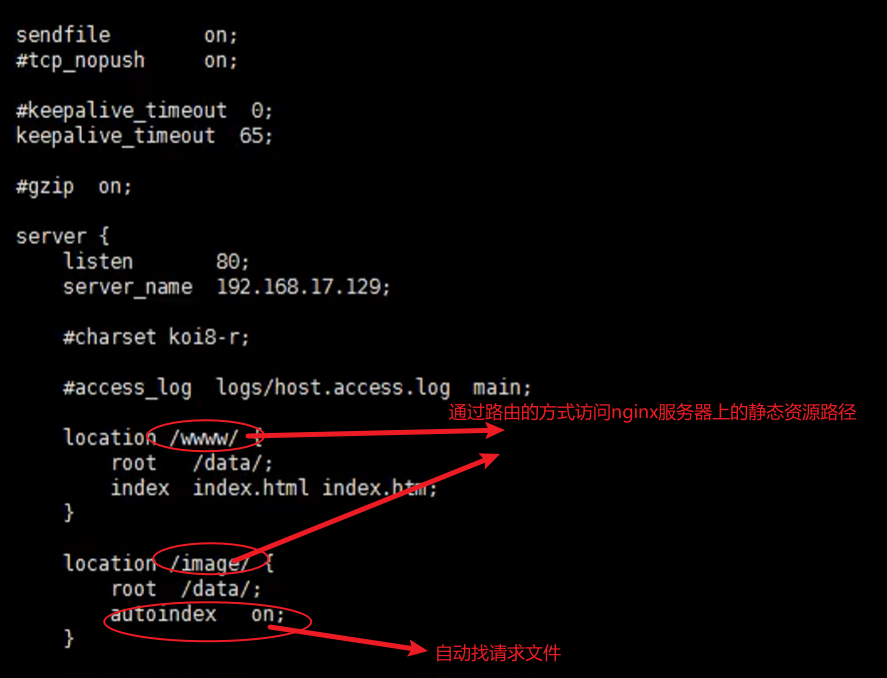 sendfile        on;
#tcp_nopush     on;
#keepalive_timeout  0;
keepalive_timeout  65;
#gzip  on;
server {
listen       80;
server_name  192.168.17.129;
#charset koi8-r;
#access_log  logs/host.access.log  main;
通过路由的方式访问nginx服务器上的静态资源路径
location /www/ {
root   /data/;
index  index.html index.htm;
}
location /image/ {
root  /data/;
autoindex   on;
}
自动找请求文件